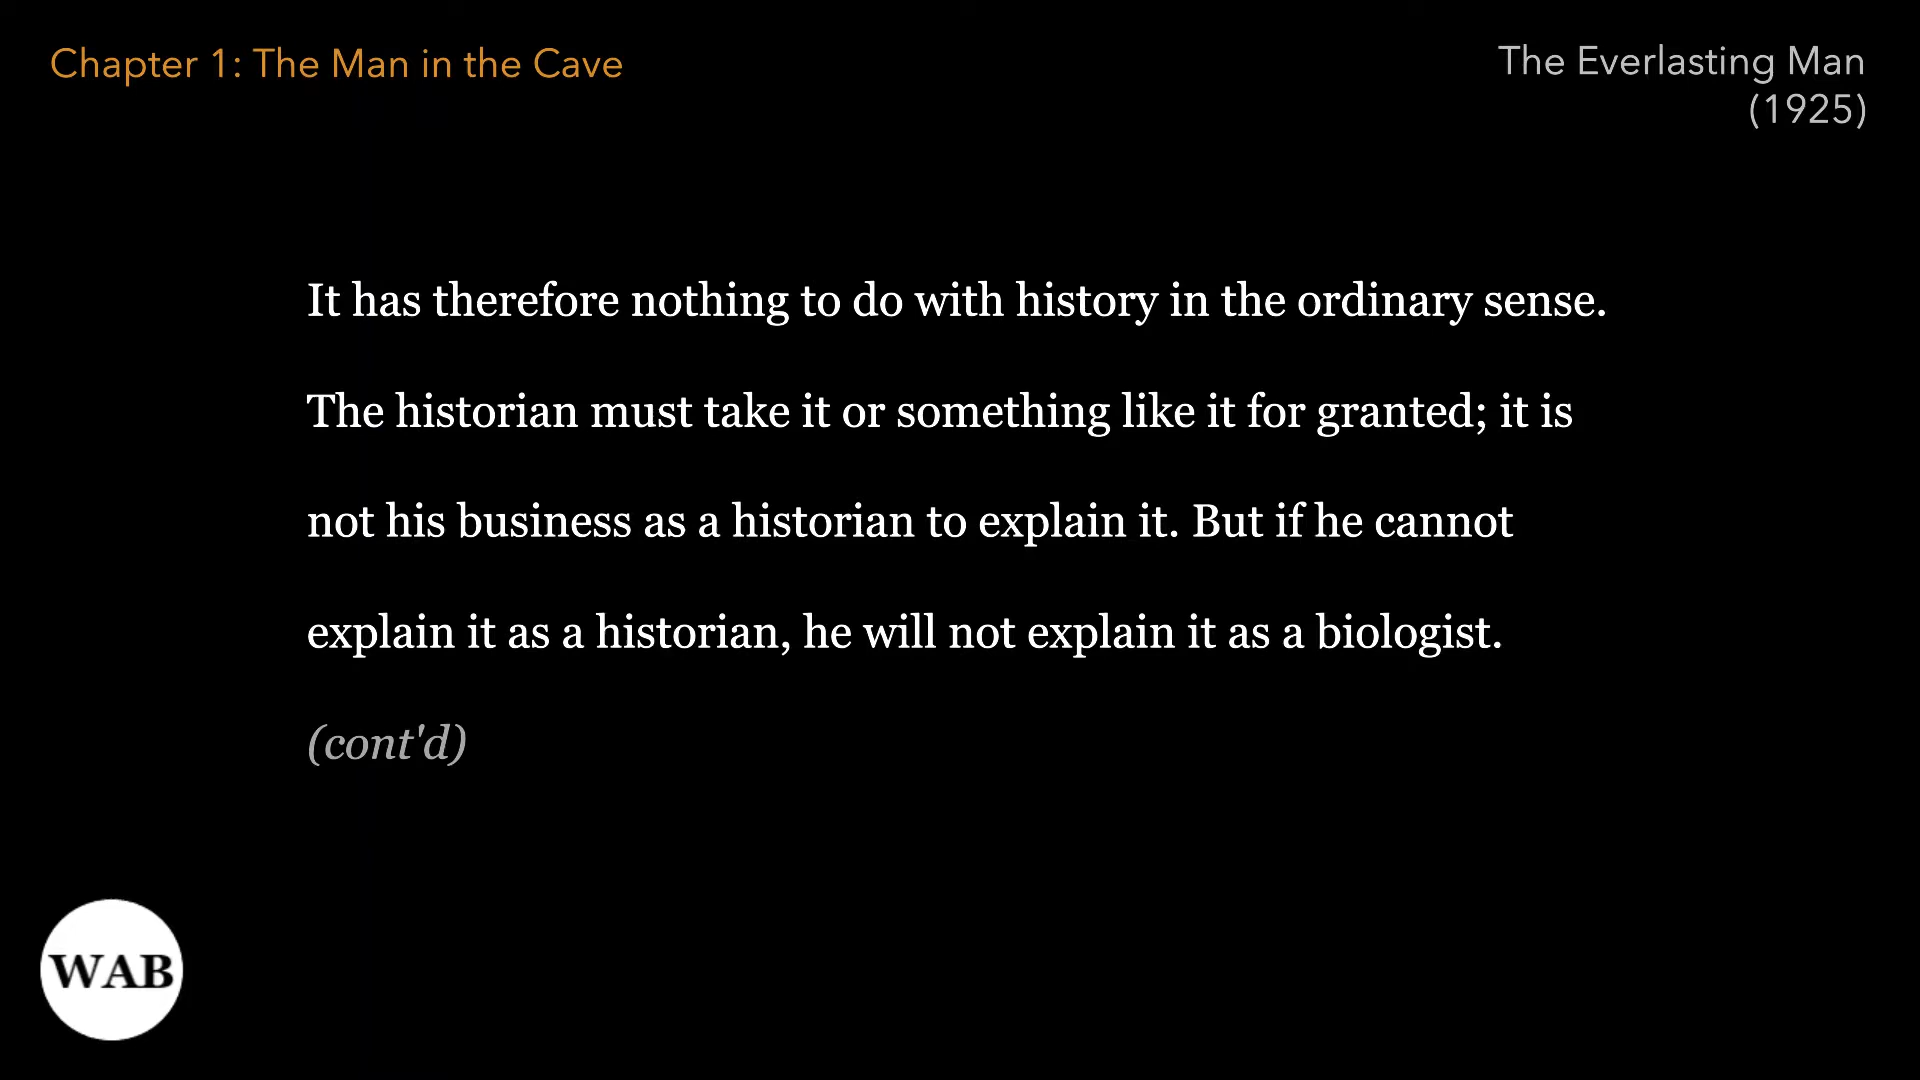 Chapter 1: The Man in the Cave
The Everlasting Man
(1925)
It has therefore nothing to do with history in the ordinary sense.
The historian must take it or something like it for granted; it is
not his business as a historian to explain it. But if he cannot
explain it as a historian, he will not explain it as a biologist.
(cont'd)
WAB